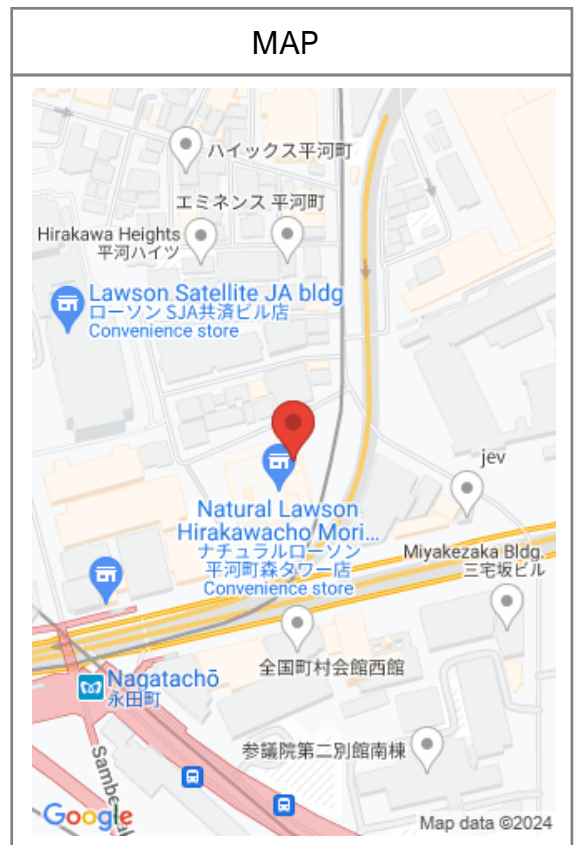 MAP
ハイックス平河町
エミネンス 平河町
Hirakawa Heights
平河ハイツ
Lawson Satellite JA bldg
ローソン SJA共済ビル店
Convenience store
jev
Natural Lawson
Hirakawacho Mori...
ナチュラルローソン
平河町森タワー店
Convenience store
Miyakezaka Bldg.
三宅坂ビル
全国町村会館西館
Nagatachō
永田町
参議院第二別館南棟
Google
Map data ©2024